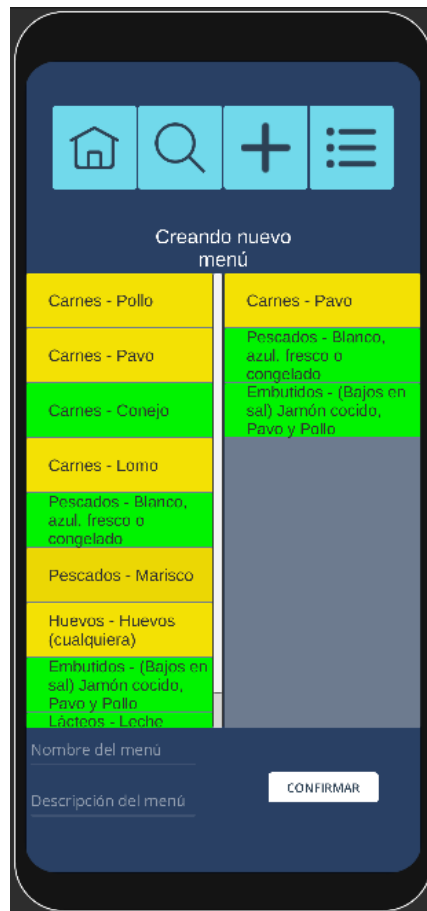 Creando nuevo
menú
Carnes - Pollo
Carnes - Pavo
Carnes - Conejo
Carnes - Lomo
Pescados - Blanco,
azul. fresco o
congelado
Pescados - Marisco
Huevos - Huevos
(cualquiera)
Embutidos - (Bajos en
sal) Jamón cocido,
Pavo y Pollo
Lácteos - Leche
Carnes - Pavo
Pescados - Blanco,
azul. fresco o
congelado
Embutidos - (Bajos en
sal) Jamón cocido,
Pavo y Pollo
Nombre del menú
Descripción del menú
CONFIRMAR